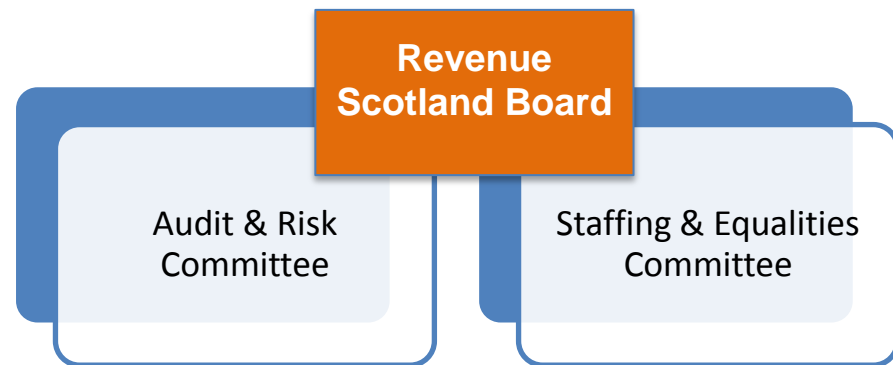 Revenue
Scotland Board
Audit & Risk
Committee
Staffing & Equalities
Committee